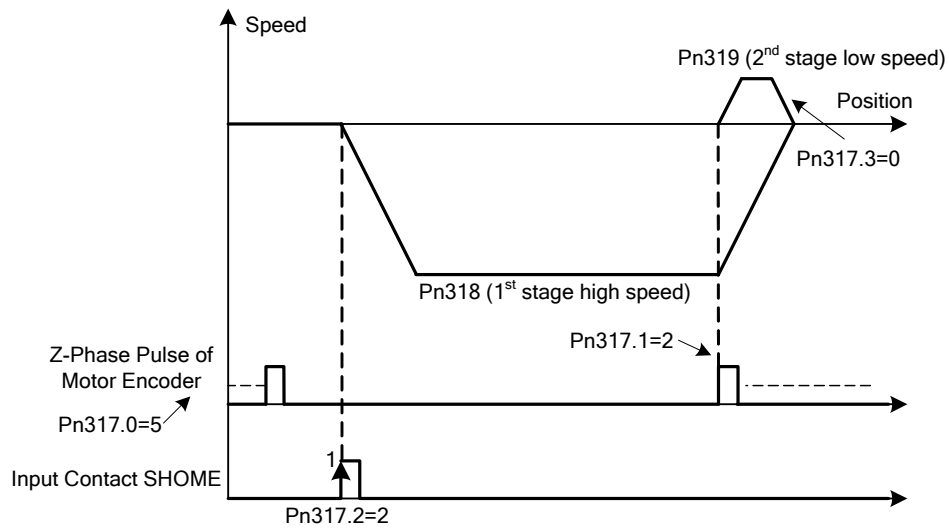 Speed
Pn319 (2nd stage low speed)
Position
Pn317.3=0
Pn318 (1st stage high speed)
Pn317.1=2
Z-Phase Pulse of
Motor Encoder
Pn317.0=5
1
Input Contact SHOME
Pn317.2=2